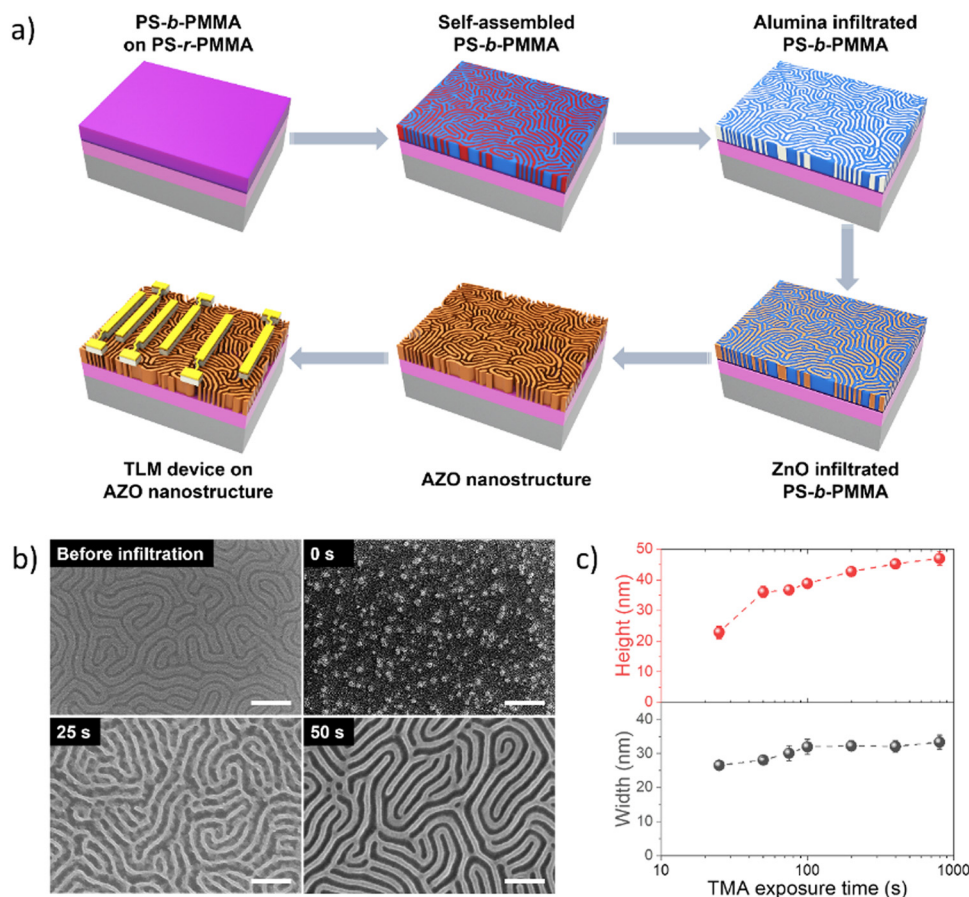 a)
PS-b-PMMA
on PS-r-PMMA
Self-assembled
PS-b-PMMA
Alumina infiltrated
PS-b-PMMA
TLM device on
AZO nanostructure
AZO nanostructure
ZnO infiltrated
PS-b-PMMA
b)
Before infiltration
0 s
25 s
50 s
c)
Height (nm)
50
40
30
20
10
0
Width (nm)
40
30
20
10
0
10
100
1000
TMA exposure time (s)